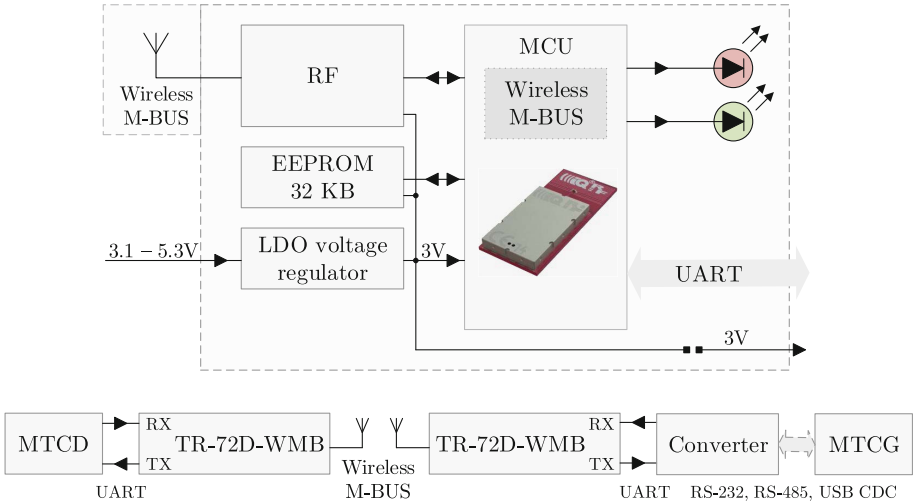 RF
MCU
Wireless
M-BUS
Wireless
M-BUS
EEPROM
32 KB
3.1 – 5.3V
LDO voltage
regulator
3V
UART
3V
MTCD
RX
TX
TR-72D-WMB
UART
Wireless
M-BUS
TR-72D-WMB
RX
TX
UART
Converter
MTCG
RS-232, RS-485, USB CDC